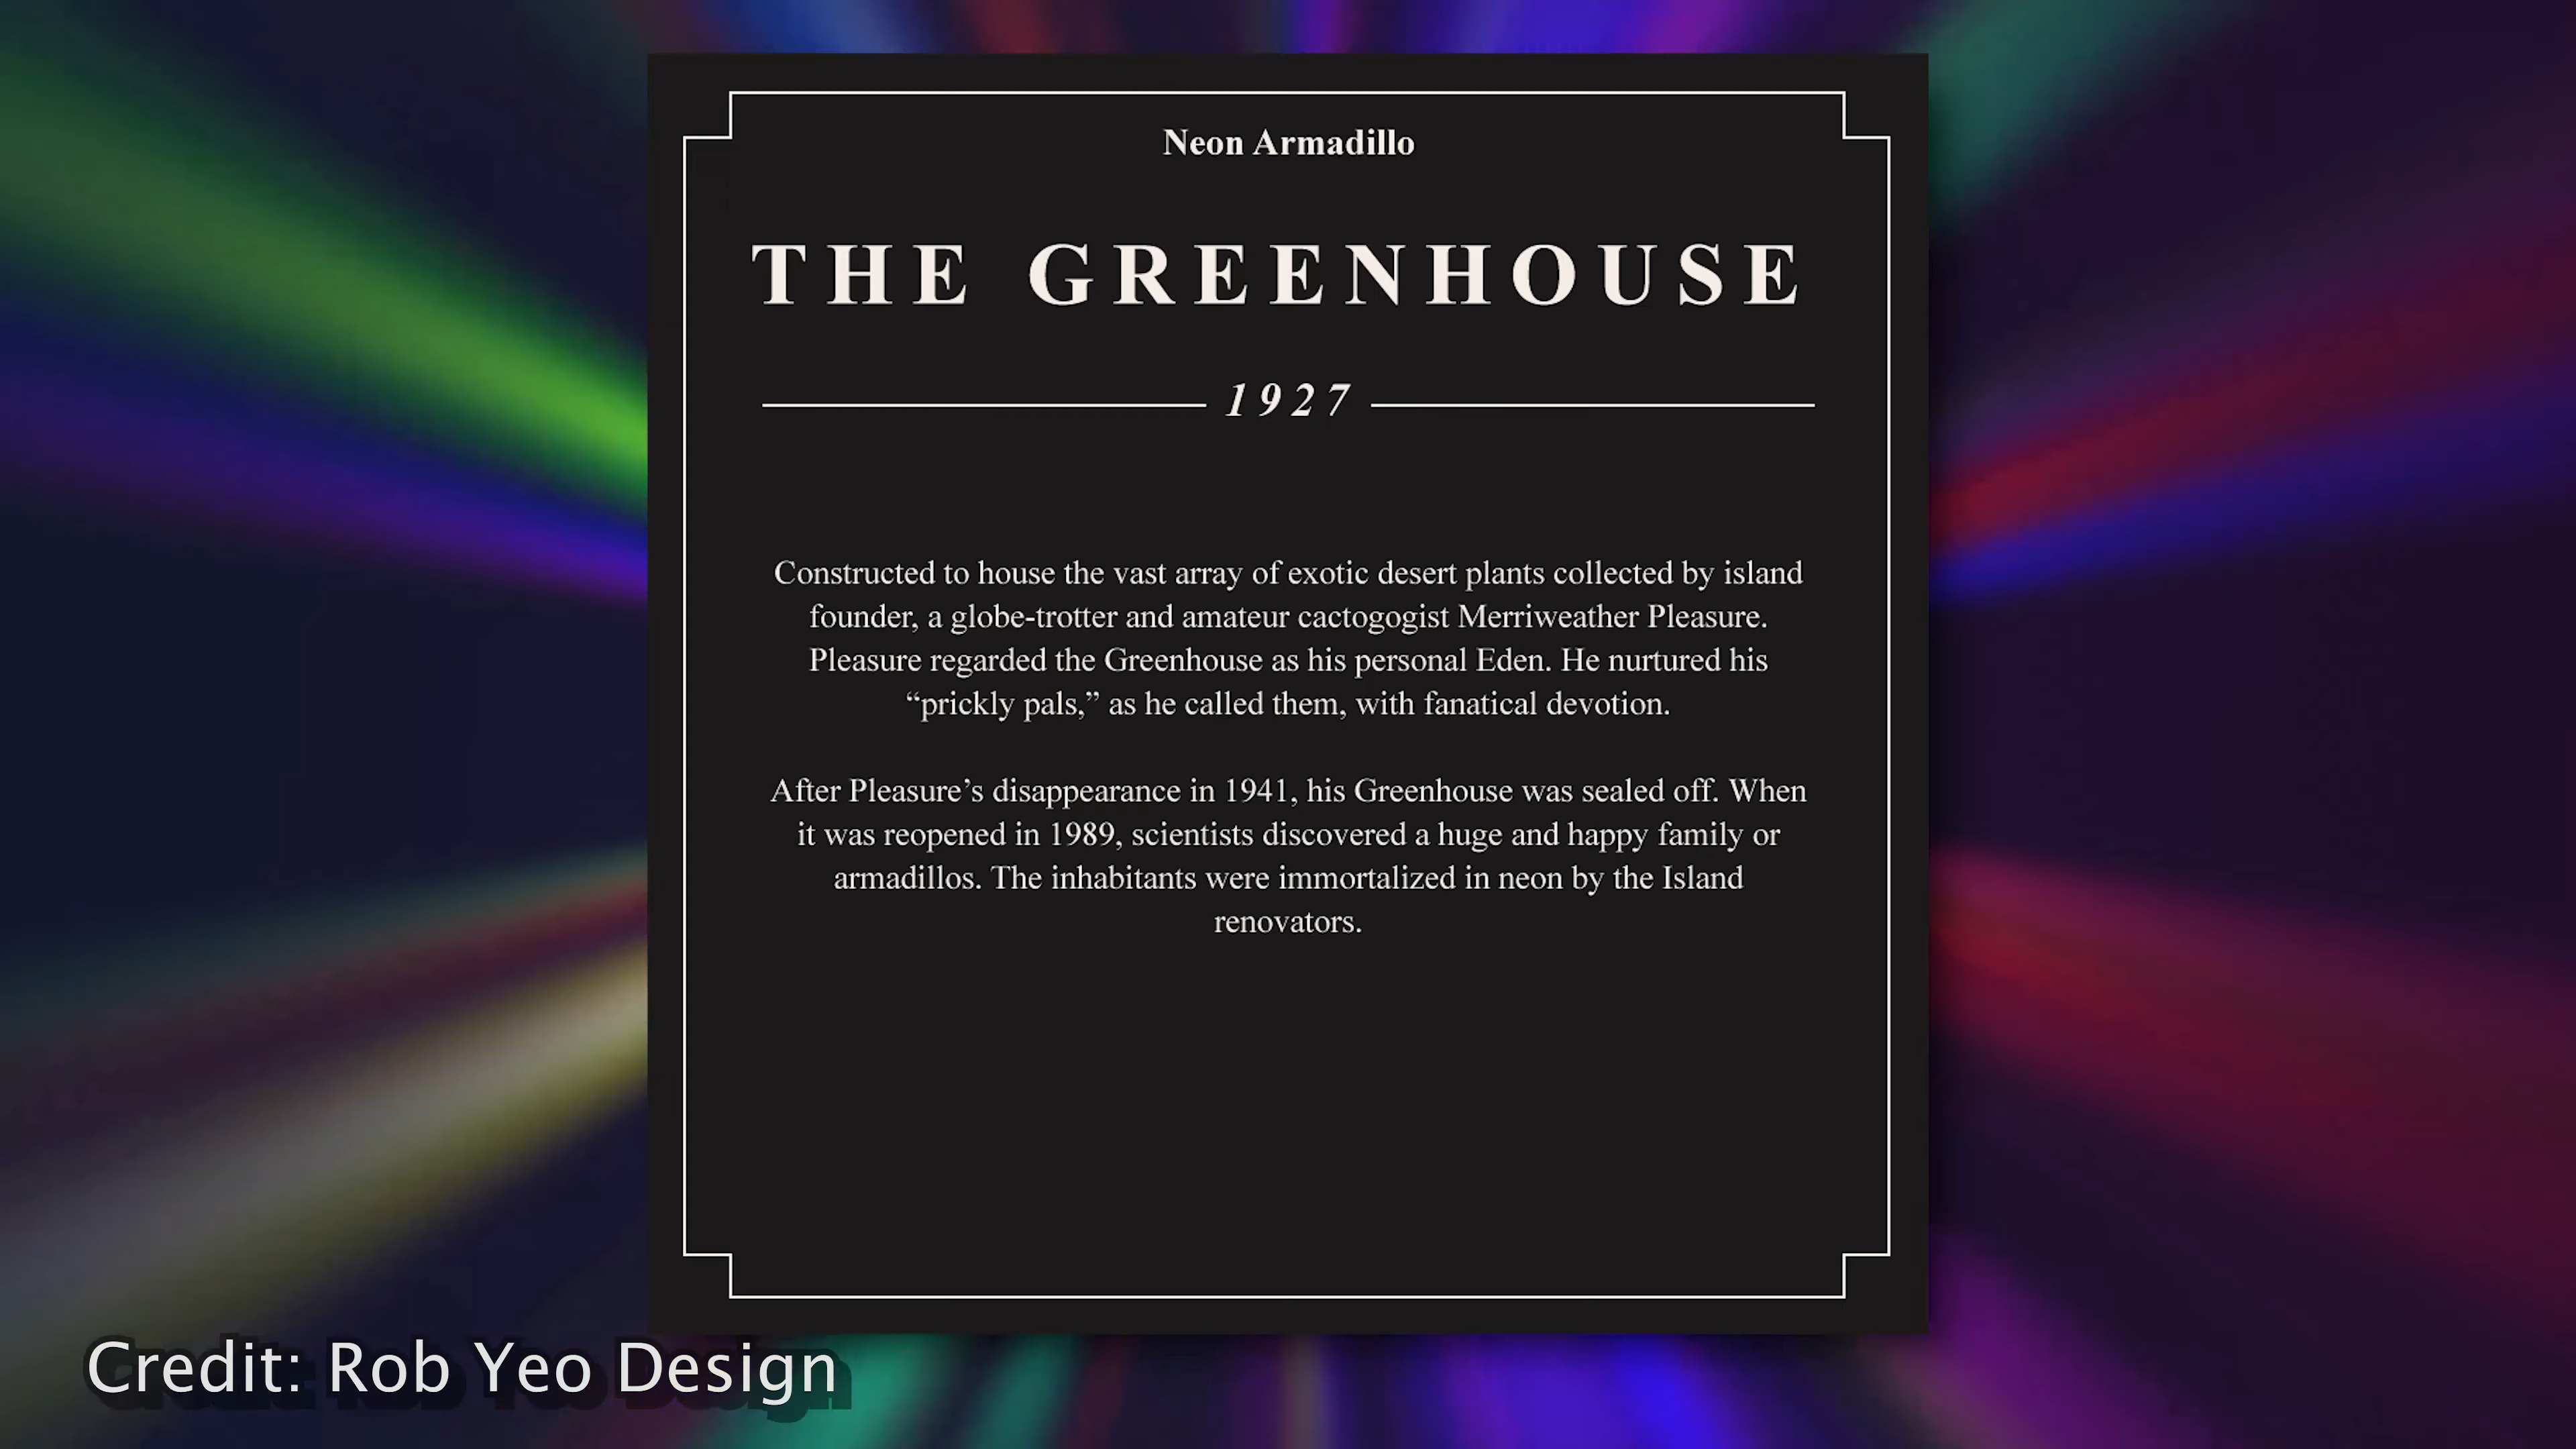 Neon Armadillo
THE GREENHOUSE
1927
Constructed to house the vast array of exotic desert plants collected by island
founder, a globe-trotter and amateur cactogogist Merriweather Pleasure.
Pleasure regarded the Greenhouse as his personal Eden. He nurtured his
“prickly pals,” as he called them, with fanatical devotion.
After Pleasure’s disappearance in 1941, his Greenhouse was sealed off. When
it was reopened in 1989, scientists discovered a huge and happy family or
armadillos. The inhabitants were immortalized in neon by the Island
renovators.
Credit: Rob Yeo Design